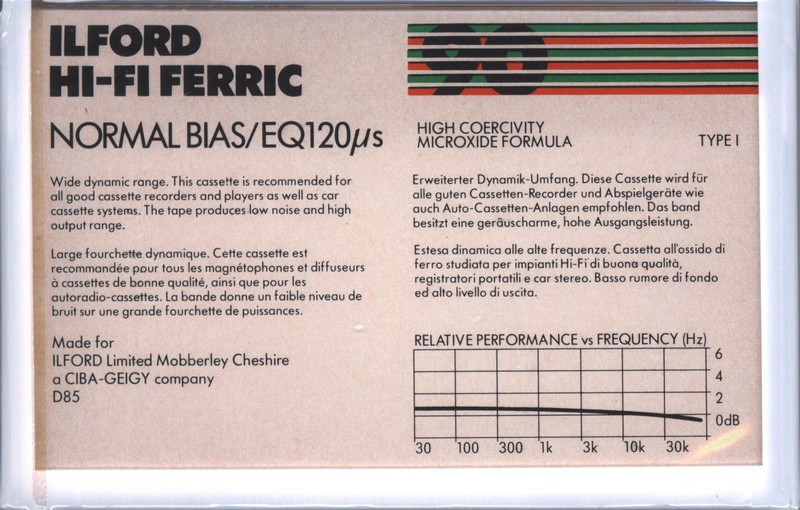 ILFORD
HI-FI FERRIC
90
NORMAL BIAS/EQ120µs
HIGH COERCIVITY
MICROXIDE FORMULA
TYPE I
Wide dynamic range. This cassette is recommended for
all good cassette recorders and players as well as car
cassette systems. The tape produces low noise and high
output range.
Large fourchette dynamique. Cette cassette est
recommandée pour tous les magnétophones et diffuseurs
à cassettes de bonne qualité, ainsi que pour les
autoradio-cassettes. La bande donne un faible niveau de
bruit sur une grande fourchette de puissances.
Made for
ILFORD Limited Mobberley Cheshire
a CIBA-GEIGY company
D85
Erweiterter Dynamik-Umfang. Diese Cassette wird für
alle guten Cassetten-Recorder und Abspielgeräte wie
auch Auto-Cassetten-Anlagen empfohlen. Das band
besitzt eine geräuscharme, hohe Ausgangsleistung.
Estesa dinamica alle alte frequenze. Cassetta all'ossido di
ferro studiata per impianti Hi-Fi di buona qualità,
registratori portatili e car stereo. Basso rumore di fondo
ed alto livello di uscita.
RELATIVE PERFORMANCE vs FREQUENCY (Hz)
6
4
2
0dB
30 100 300 1k 3k 10k 30k